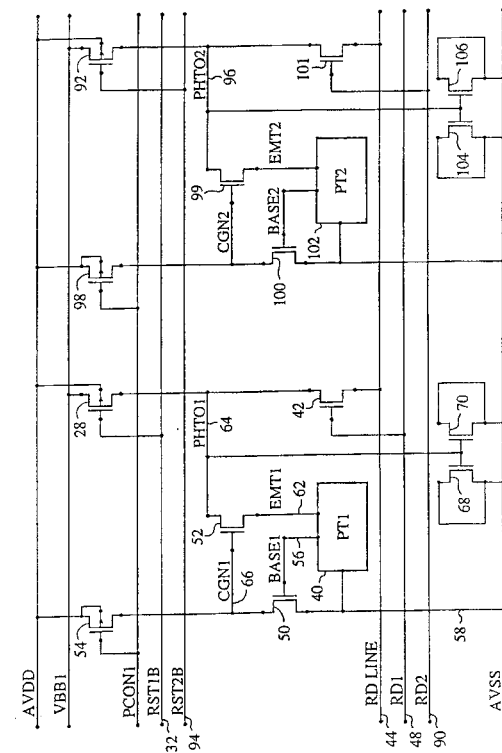 AVDD
VBB1
PCON1
RST1B
32
RST2B
94
RD LINE
44
RD1
48
RD2
90
AVSS
54
28
98
92
PHTO1
64
PHTO2
96
52
CGN1
66
EMT1
62
BASE1
56
50
40
PT1
58
42
68
70
99
CGN2
EMT2
BASE2
100
102
PT2
101
104
106